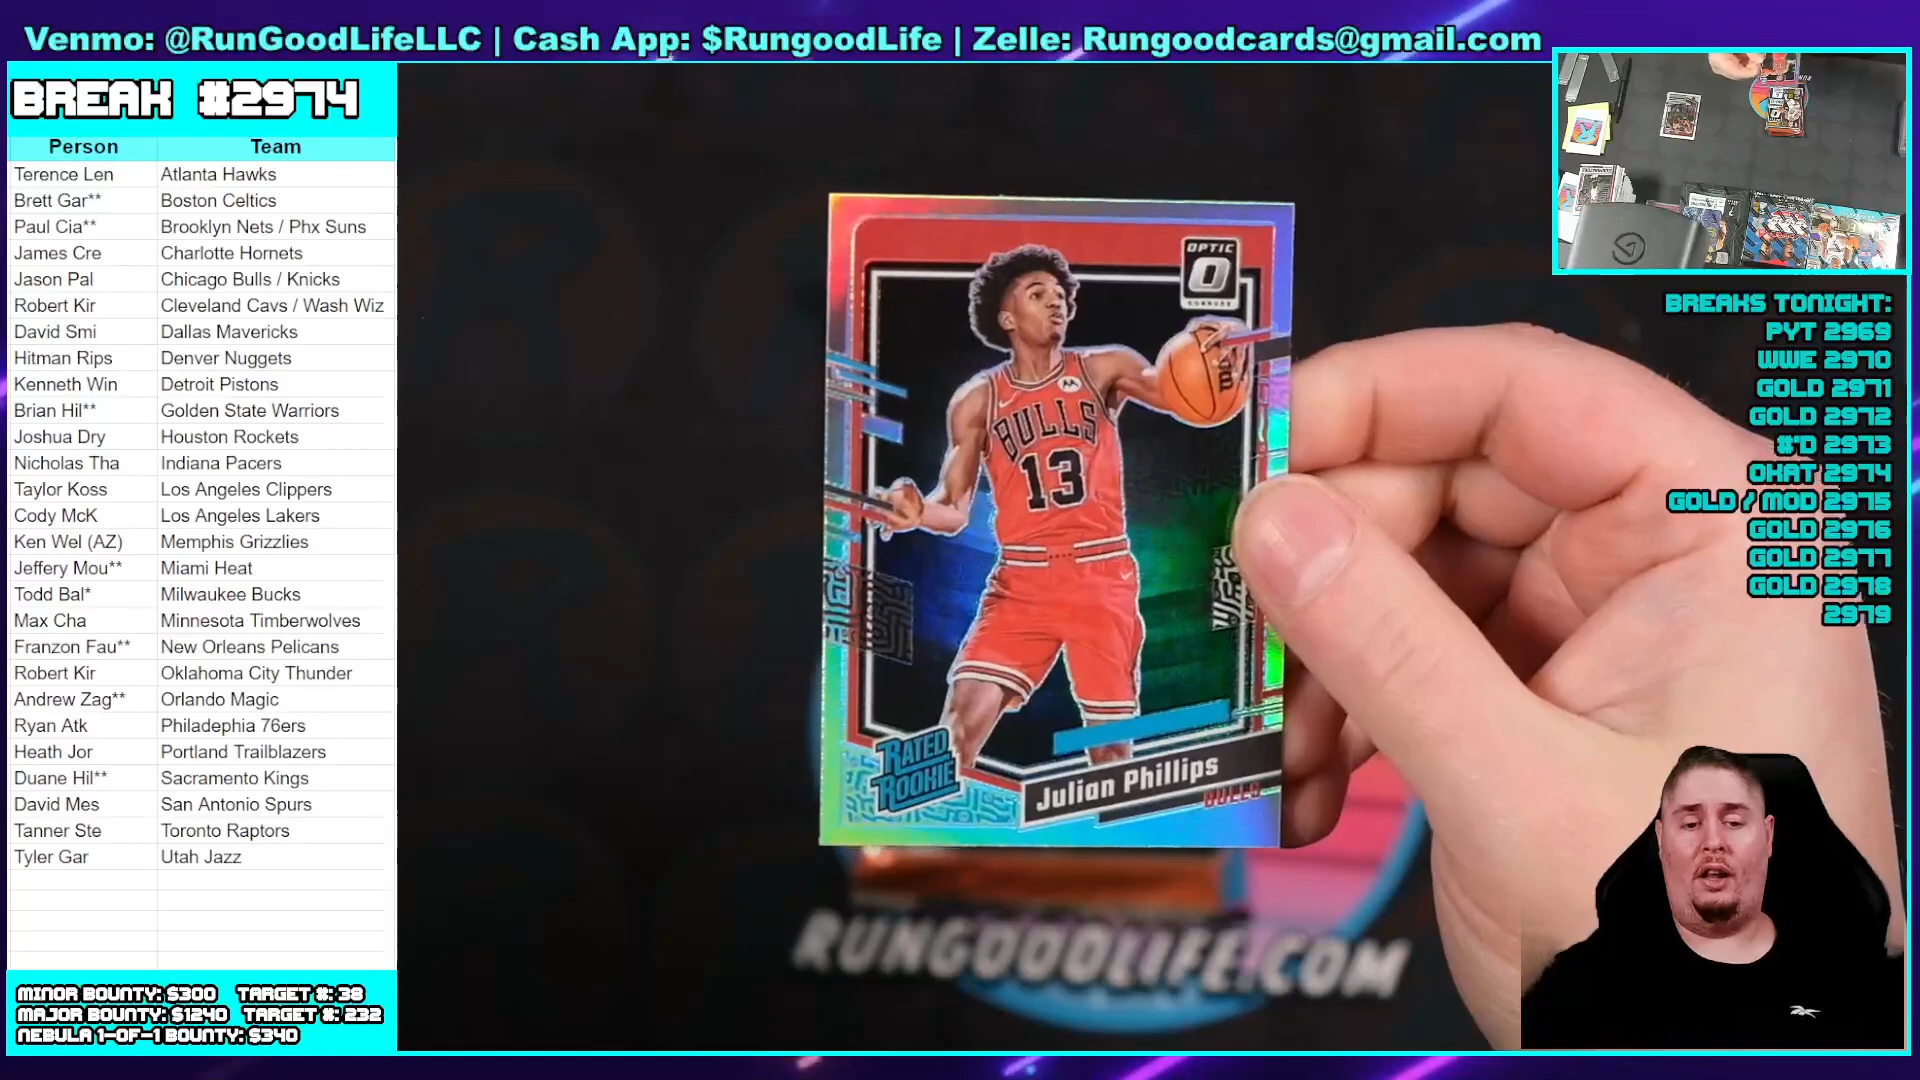 Venmo: @RunGoodLifeLLC | Cash App: $RungoodLife | Zelle: Rungoodcards@gmail.com
BREAK #2974
Person Team
Terence Len Atlanta Hawks
Brett Gar** Boston Celtics
Paul Cia** Brooklyn Nets / Phx Suns
James Cre Charlotte Hornets
Jason Pal Chicago Bulls / Knicks
Robert Kir Cleveland Cavs / Wash Wiz
David Smi Dallas Mavericks
Hitman Rips Denver Nuggets
Kenneth Win Detroit Pistons
Brian Hil** Golden State Warriors
Joshua Dry Houston Rockets
Nicholas Tha Indiana Pacers
Taylor Koss Los Angeles Clippers
Cody McK Los Angeles Lakers
Ken Wel (AZ) Memphis Grizzlies
Jeffery Mou** Miami Heat
Todd Bal* Milwaukee Bucks
Max Cha Minnesota Timberwolves
Franzon Fau** New Orleans Pelicans
Robert Kir Oklahoma City Thunder
Andrew Zag** Orlando Magic
Ryan Atk Philadephia 76ers
Heath Jor Portland Trailblazers
Duane Hil** Sacramento Kings
David Mes San Antonio Spurs
Tanner Ste Toronto Raptors
Tyler Gar Utah Jazz
MINOR BOUNTY: $300 TARGET #: 38
MAJOR BOUNTY: $1240 TARGET #: 232
NEBULA 1-OF-1 BOUNTY: $340
OPTIC
DONRUSS
BULLS
13
RATED
ROOKIE
Julian Phillips
BULLS
RUNGOODLIFE.COM
BREAKS TONIGHT:
PYT 2969
WWE 2970
GOLD 2971
GOLD 2972
#'D 2973
OKAT 2974
GOLD / MOD 2975
GOLD 2976
GOLD 2977
GOLD 2978
2979